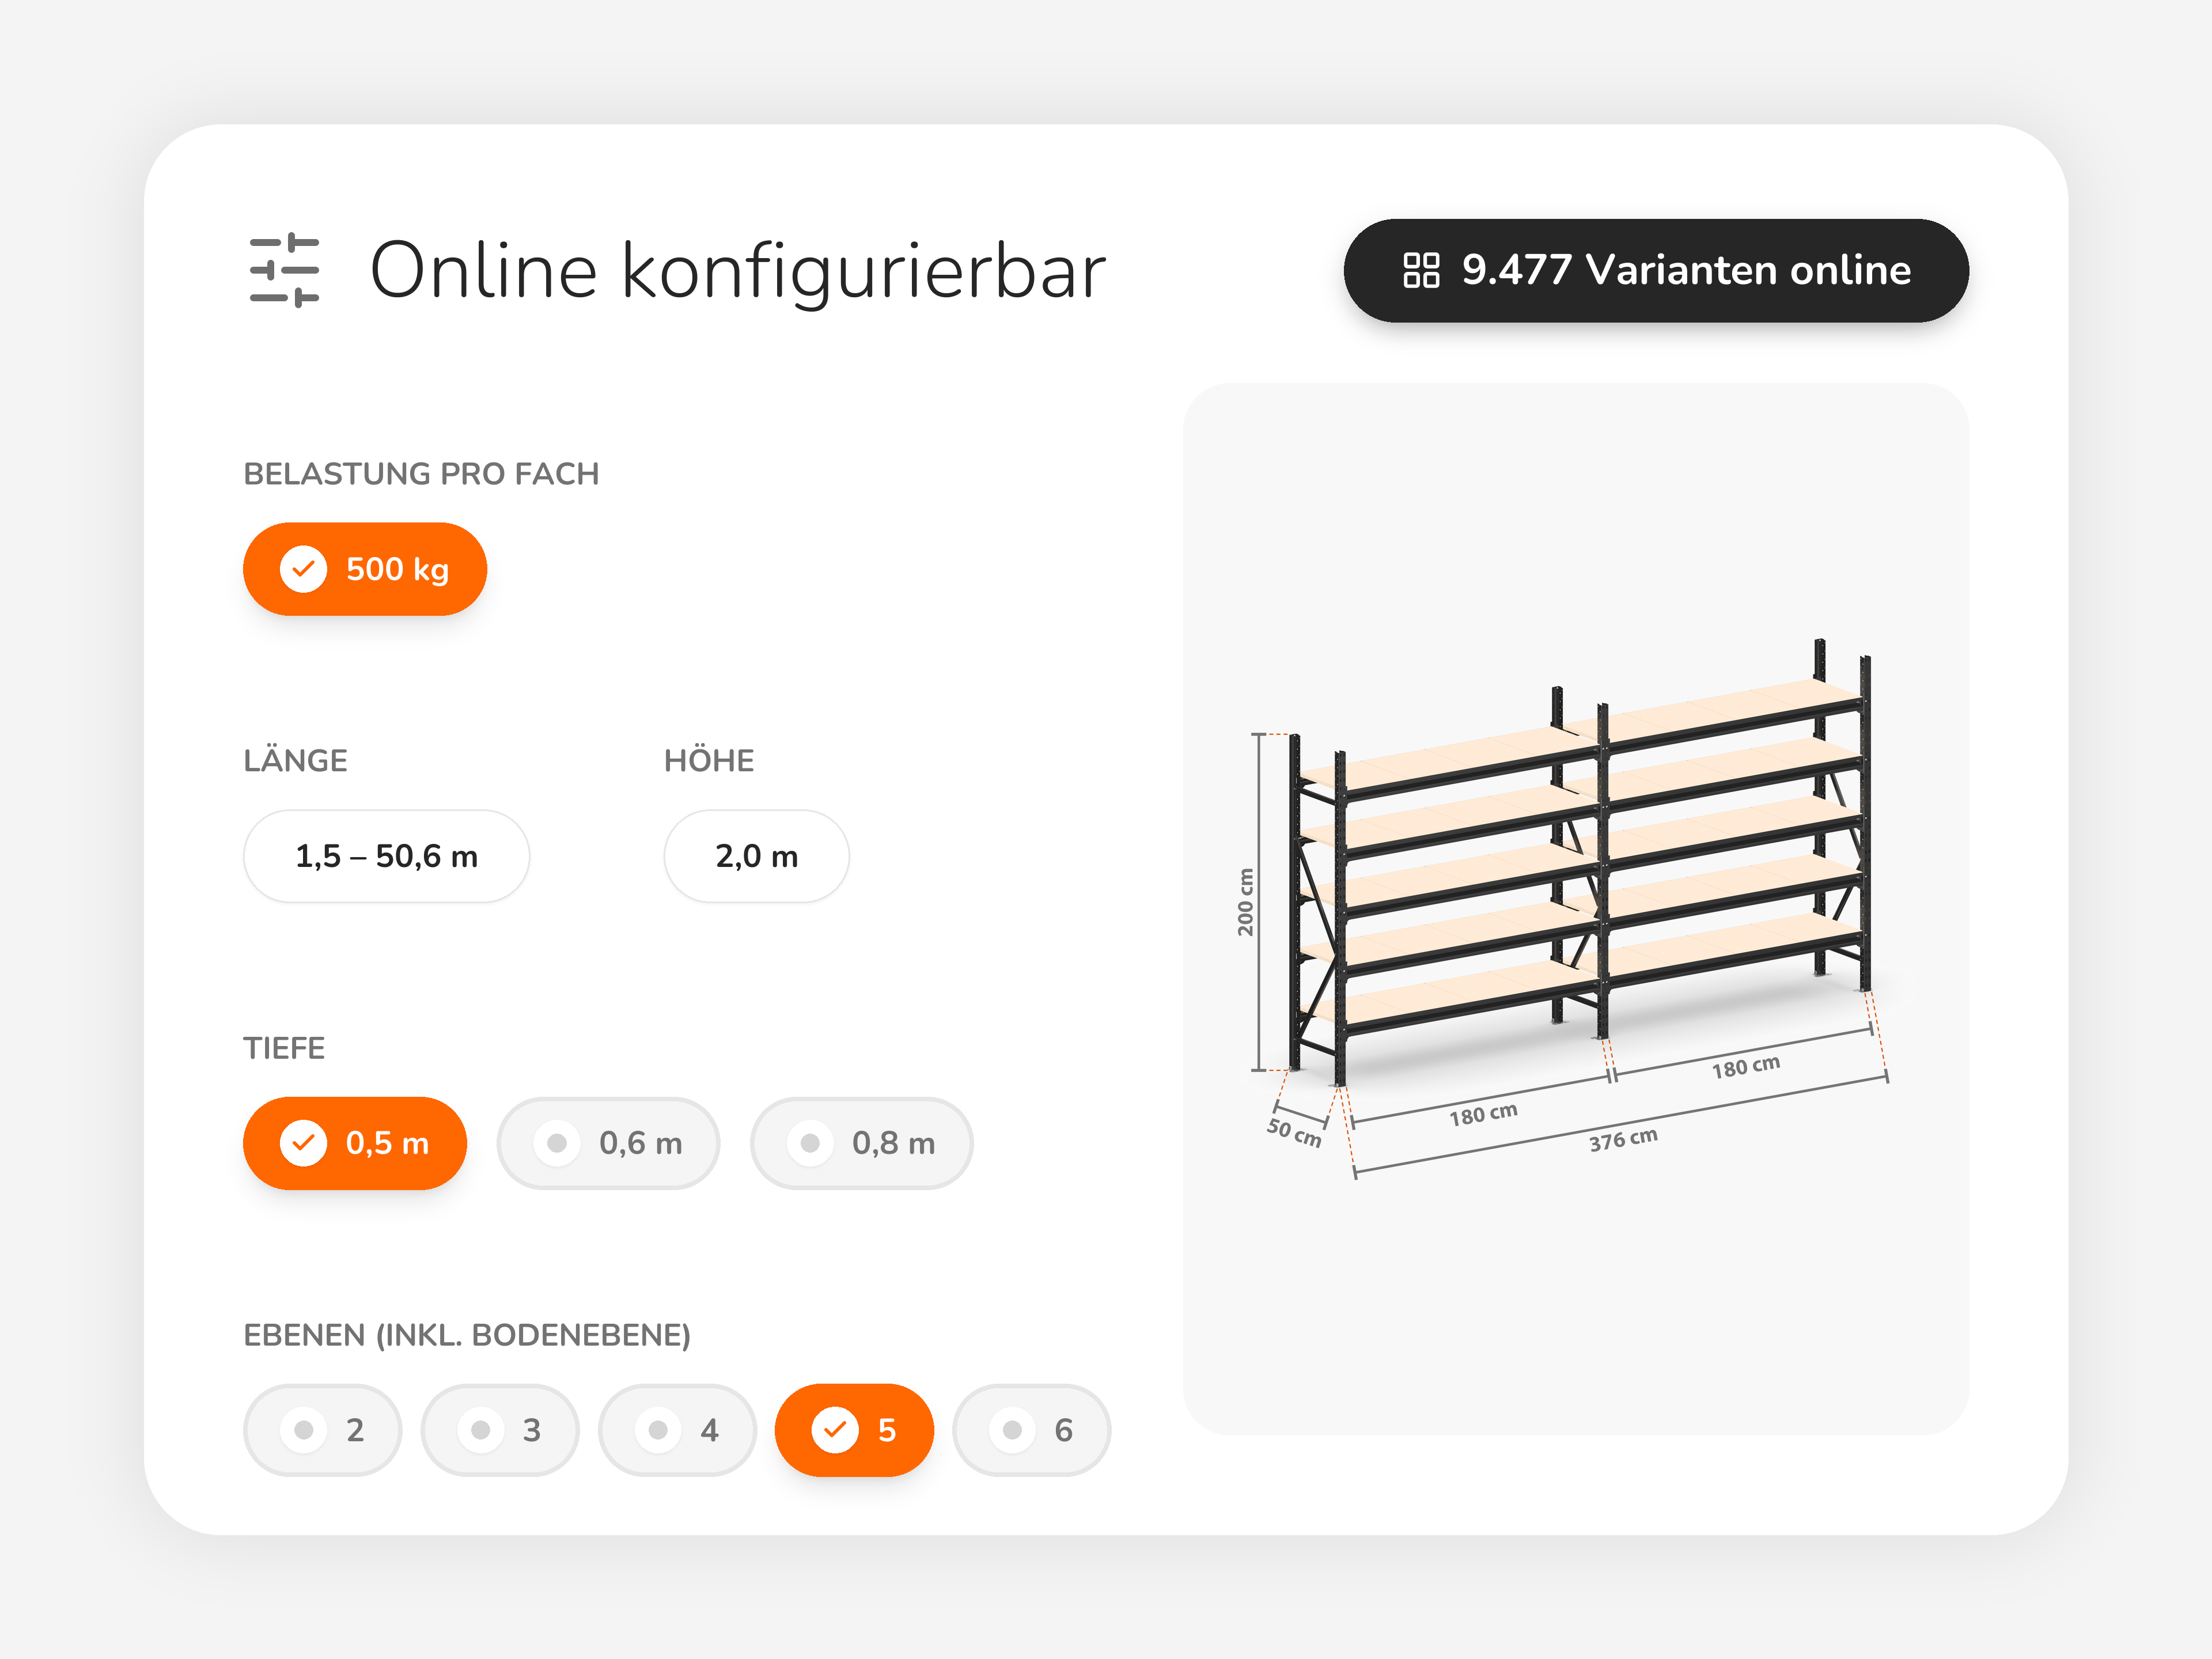 Online konfigurierbar
9.477 Varianten online
BELASTUNG PRO FACH
500 kg
LÄNGE
HÖHE
1,5 – 50,6 m
2,0 m
TIEFE
0,5 m
0,6 m
0,8 m
EBENEN (INKL. BODENEBENE)
2
3
4
5
6
200 cm
50 cm
180 cm
180 cm
376 cm